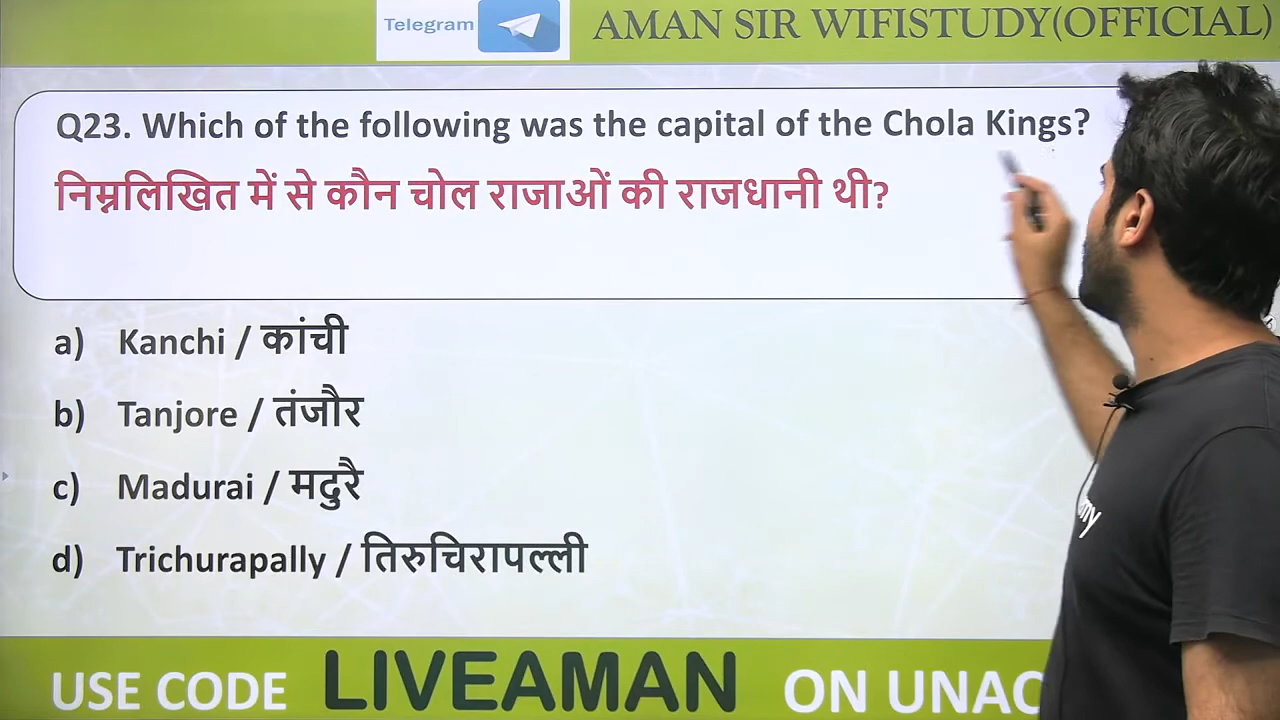 Telegram
AMAN SIR WIFISTUDY(OFFICIAL)
Q23. Which of the following was the capital of the Chola Kings?
निम्नलिखित में से कौन चोल राजाओं की राजधानी थी?
a) Kanchi / कांची
b) Tanjore / तंजौर
c) Madurai / मदुरै
d) Trichurapally / तिरुचिरापल्ली
USE CODE LIVEAMAN ON UNAC